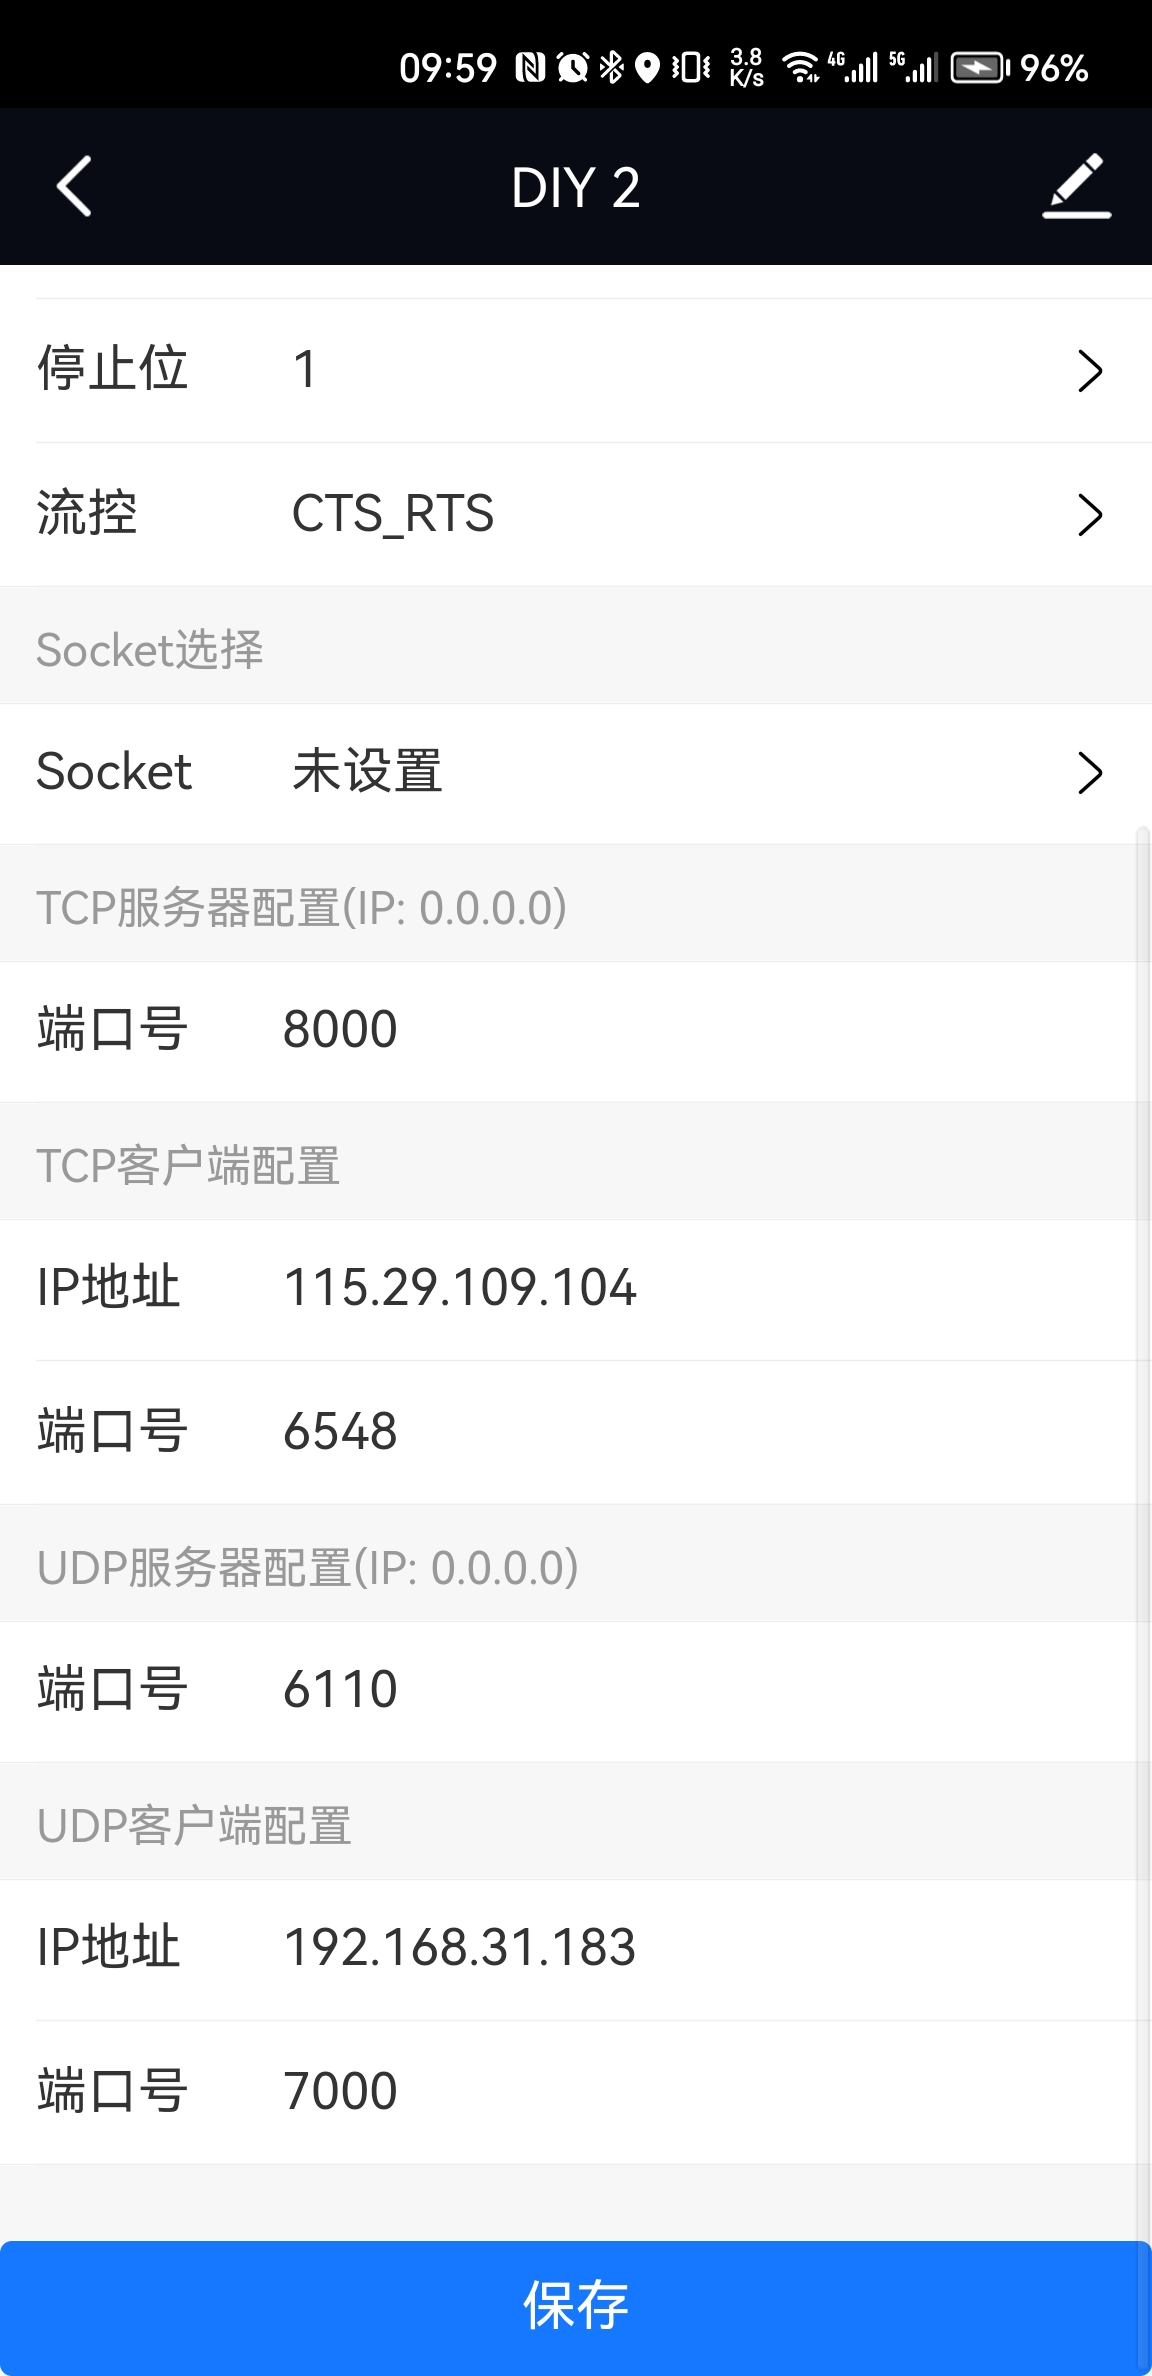 09:59 3.8 K/s 4G 5G 96%
DIY 2
停止位 1
流控 CTS_RTS
Socket选择
Socket 未设置
TCP服务器配置(IP: 0.0.0.0)
端口号 8000
TCP客户端配置
IP地址 115.29.109.104
端口号 6548
UDP服务器配置(IP: 0.0.0.0)
端口号 6110
UDP客户端配置
IP地址 192.168.31.183
端口号 7000
保存